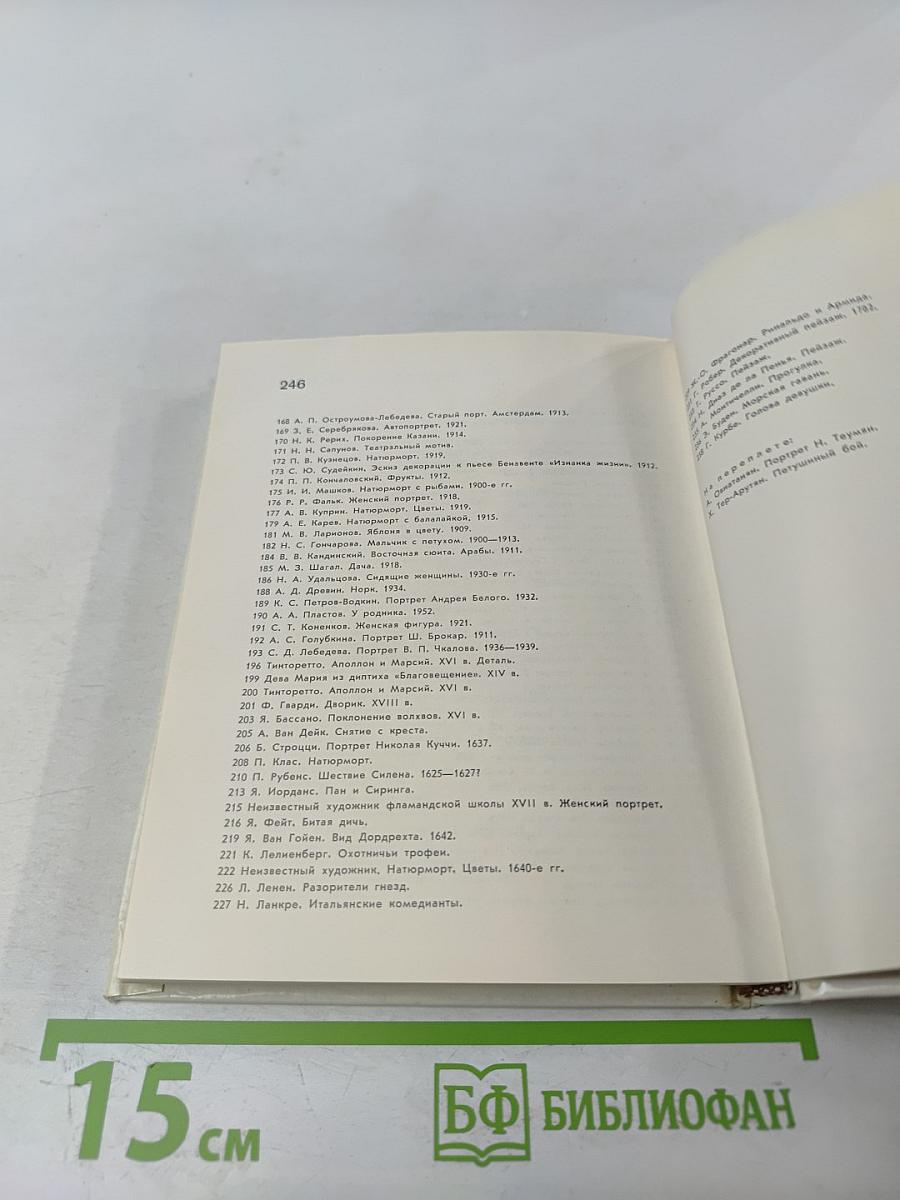 246
168 А. П. Остроумова-Лебедева. Старый порт. Амстердам. 1913.
169 З. Е. Серебрякова. Автопортрет. 1921.
170 Н. К. Рерих. Покорение Казани. 1914.
171 Н. Н. Сапунов. Театральный мотив.
172 П. В. Кузнецов. Натюрморт. 1919.
173 С. Ю. Судейкин. Эскиз декорации к пьесе Бенавенте «Изнанка жизни». 1912.
174 П. П. Кончаловский. Фрукты. 1912.
175 И. И. Машков. Натюрморт с рыбами. 1900-е гг.
176 Р. Р. Фальк. Женский портрет. 1918.
177 А. В. Куприн. Натюрморт. Цветы. 1919.
179 А. Е. Карев. Натюрморт с балалайкой. 1915.
181 М. В. Ларионов. Яблоня в цвету. 1909.
182 Н. С. Гончарова. Мальчик с петухом. 1900—1913.
184 В. В. Кандинский. Восточная сюита. Арабы. 1911.
185 М. З. Шагал. Дача. 1918.
186 Н. А. Удальцова. Сидящие женщины. 1930-е гг.
188 А. Д. Древин. Норк. 1934.
189 К. С. Петров-Водкин. Портрет Андрея Белого. 1932.
190 А. А. Пластов. У родника. 1952.
191 С. Т. Коненков. Женская фигура. 1921.
192 А. С. Голубкина. Портрет Ш. Брокар. 1911.
193 С. Д. Лебедева. Портрет В. П. Чкалова. 1936—1939.
196 Тинторетто. Аполлон и Марсий. XVI в. Деталь.
199 Дева Мария из диптиха «Благовещение». XIV в.
200 Тинторетто. Аполлон и Марсий. XVI в.
201 Ф. Гварди. Дворик. XVIII в.
203 Я. Бассано. Поклонение волхвов. XVI в.
205 А. Ван Дейк. Снятие с креста.
206 Б. Строцци. Портрет Николая Куччи. 1637.
208 П. Клас. Натюрморт.
210 П. Рубенс. Шествие Силена. 1625—1627?
213 Я. Иорданс. Пан и Сиринга.
215 Неизвестный художник фламандской школы XVII в. Женский портрет.
216 Я. Фейт. Битая дичь.
219 Я. Ван Гойен. Вид Дордрехта. 1642.
221 К. Лелиенберг. Охотничьи трофеи.
222 Неизвестный художник. Натюрморт. Цветы. 1640-е гг.
226 Л. Ленен. Разорители гнезд.
227 Н. Ланкре. Итальянские комедианты.
Ж.-О. Фрагонар. Ринальдо и Армида.
Г. Робер. Декоративный пейзаж. 1792.
Т. Руссо. Пейзаж.
Н. Диаз де ла Пенья. Пейзаж.
А. Монтичелли. Прогулка.
Э. Буден. Морская гавань.
Г. Курбе. Голова девушки.
На переплете:
А. Овнатанян. Портрет Н. Теумян.
Х. Тер-Арутян. Петушиный бой.
15 см
БФ БИБЛИОФАН